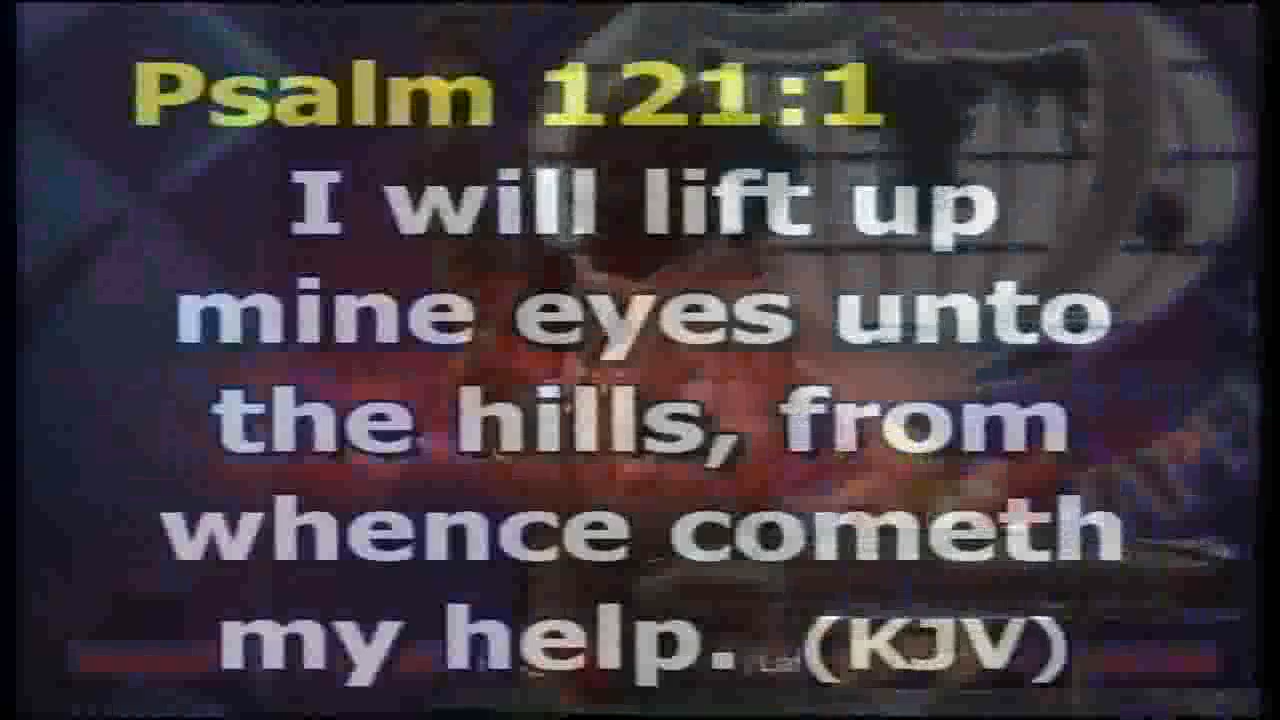 Psalm 121:1
I will lift up
mine eyes unto
the hills, from
whence cometh
my help. (KJV)